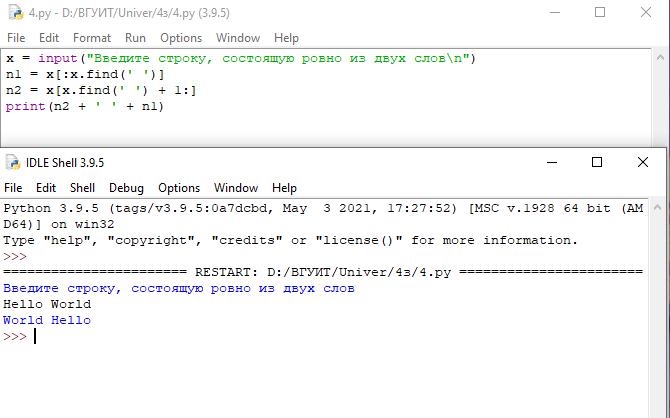 4.py - D:/ВГУИТ/Univer/4з/4.py (3.9.5)
File Edit Format Run Options Window Help
x = input("Введите строку, состоящую ровно из двух слов\n")
n1 = x[:x.find(' ')]
n2 = x[x.find(' ') + 1:]
print(n2 + ' ' + n1)
IDLE Shell 3.9.5
File Edit Shell Debug Options Window Help
Python 3.9.5 (tags/v3.9.5:0a7dcbd, May  3 2021, 17:27:52) [MSC v.1928 64 bit (AM
D64)] on win32
Type "help", "copyright", "credits" or "license()" for more information.
>>>
======================= RESTART: D:/ВГУИТ/Univer/4з/4.py =======================
Введите строку, состоящую ровно из двух слов
Hello World
World Hello
>>>